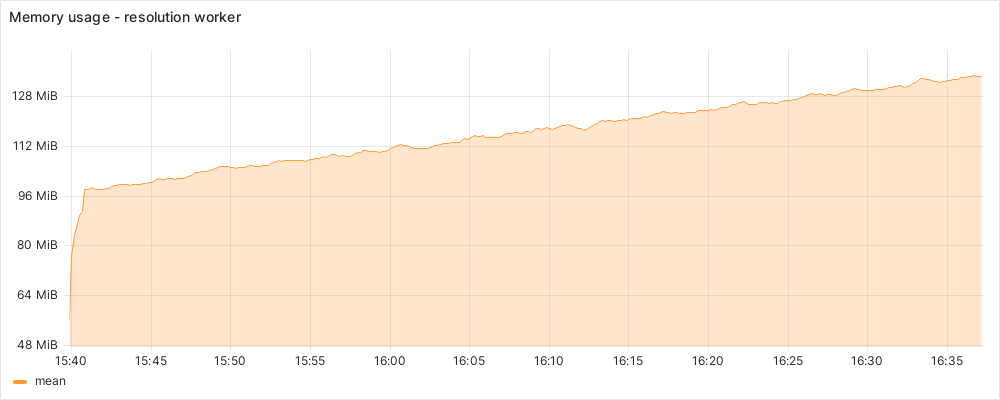 Memory usage - resolution worker
128 MiB
112 MiB
96 MiB
80 MiB
64 MiB
48 MiB
15:40 15:45 15:50 15:55 16:00 16:05 16:10 16:15 16:20 16:25 16:30 16:35
mean